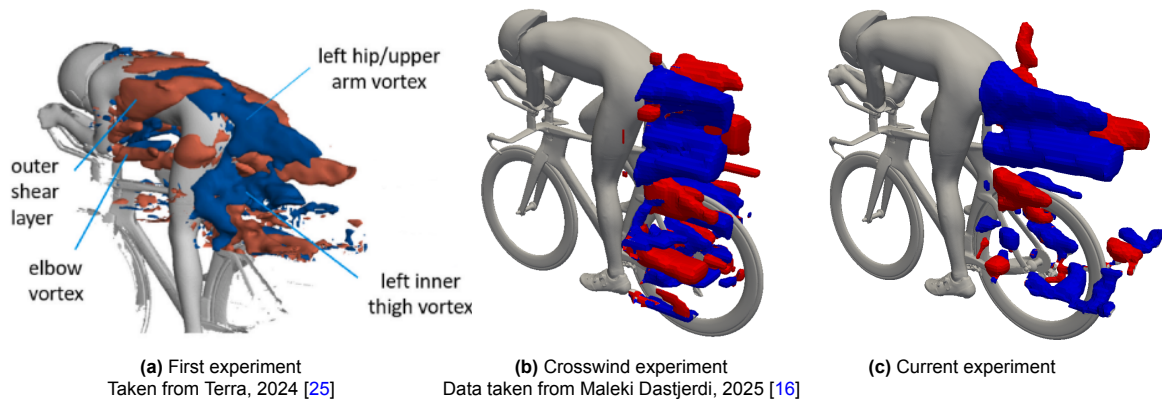 left hip/upper
arm vortex
outer
shear
layer
elbow
vortex
left inner
thigh vortex
(a) First experiment
Taken from Terra, 2024 [25]
(b) Crosswind experiment
Data taken from Maleki Dastjerdi, 2025 [16]
(c) Current experiment